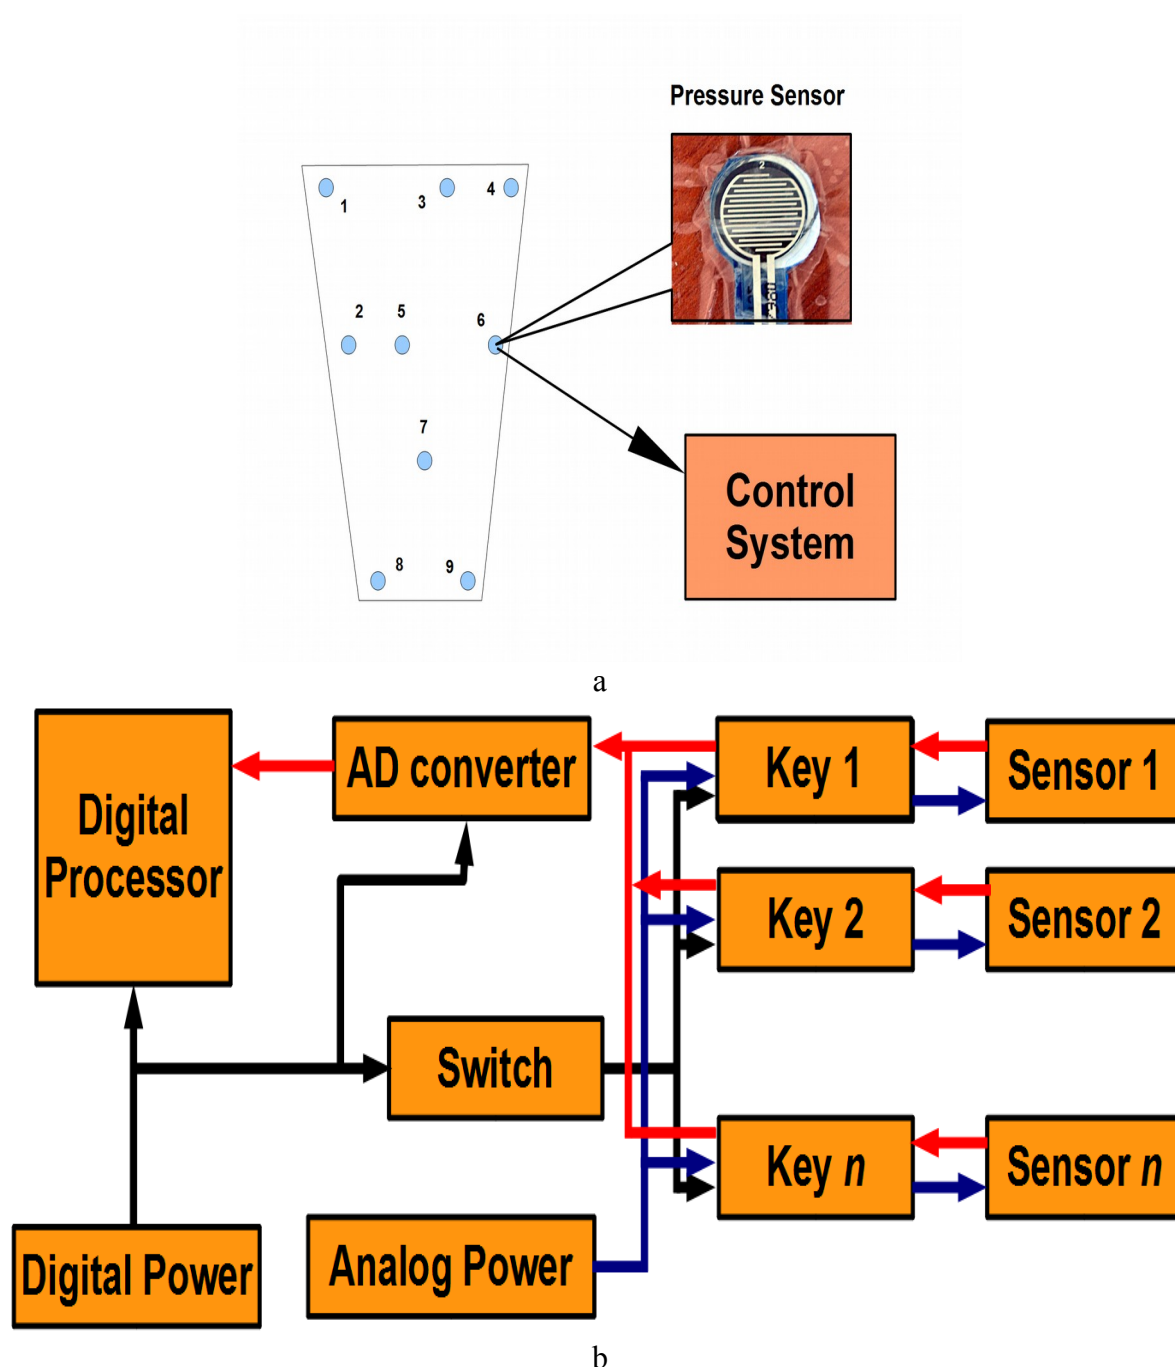 Pressure Sensor
2
1
3
4
2
5
6
7
8
9
Control
System
a
Digital
Processor
AD converter
Key 1
Sensor 1
Key 2
Sensor 2
Switch
Key n
Sensor n
Digital Power
Analog Power
b